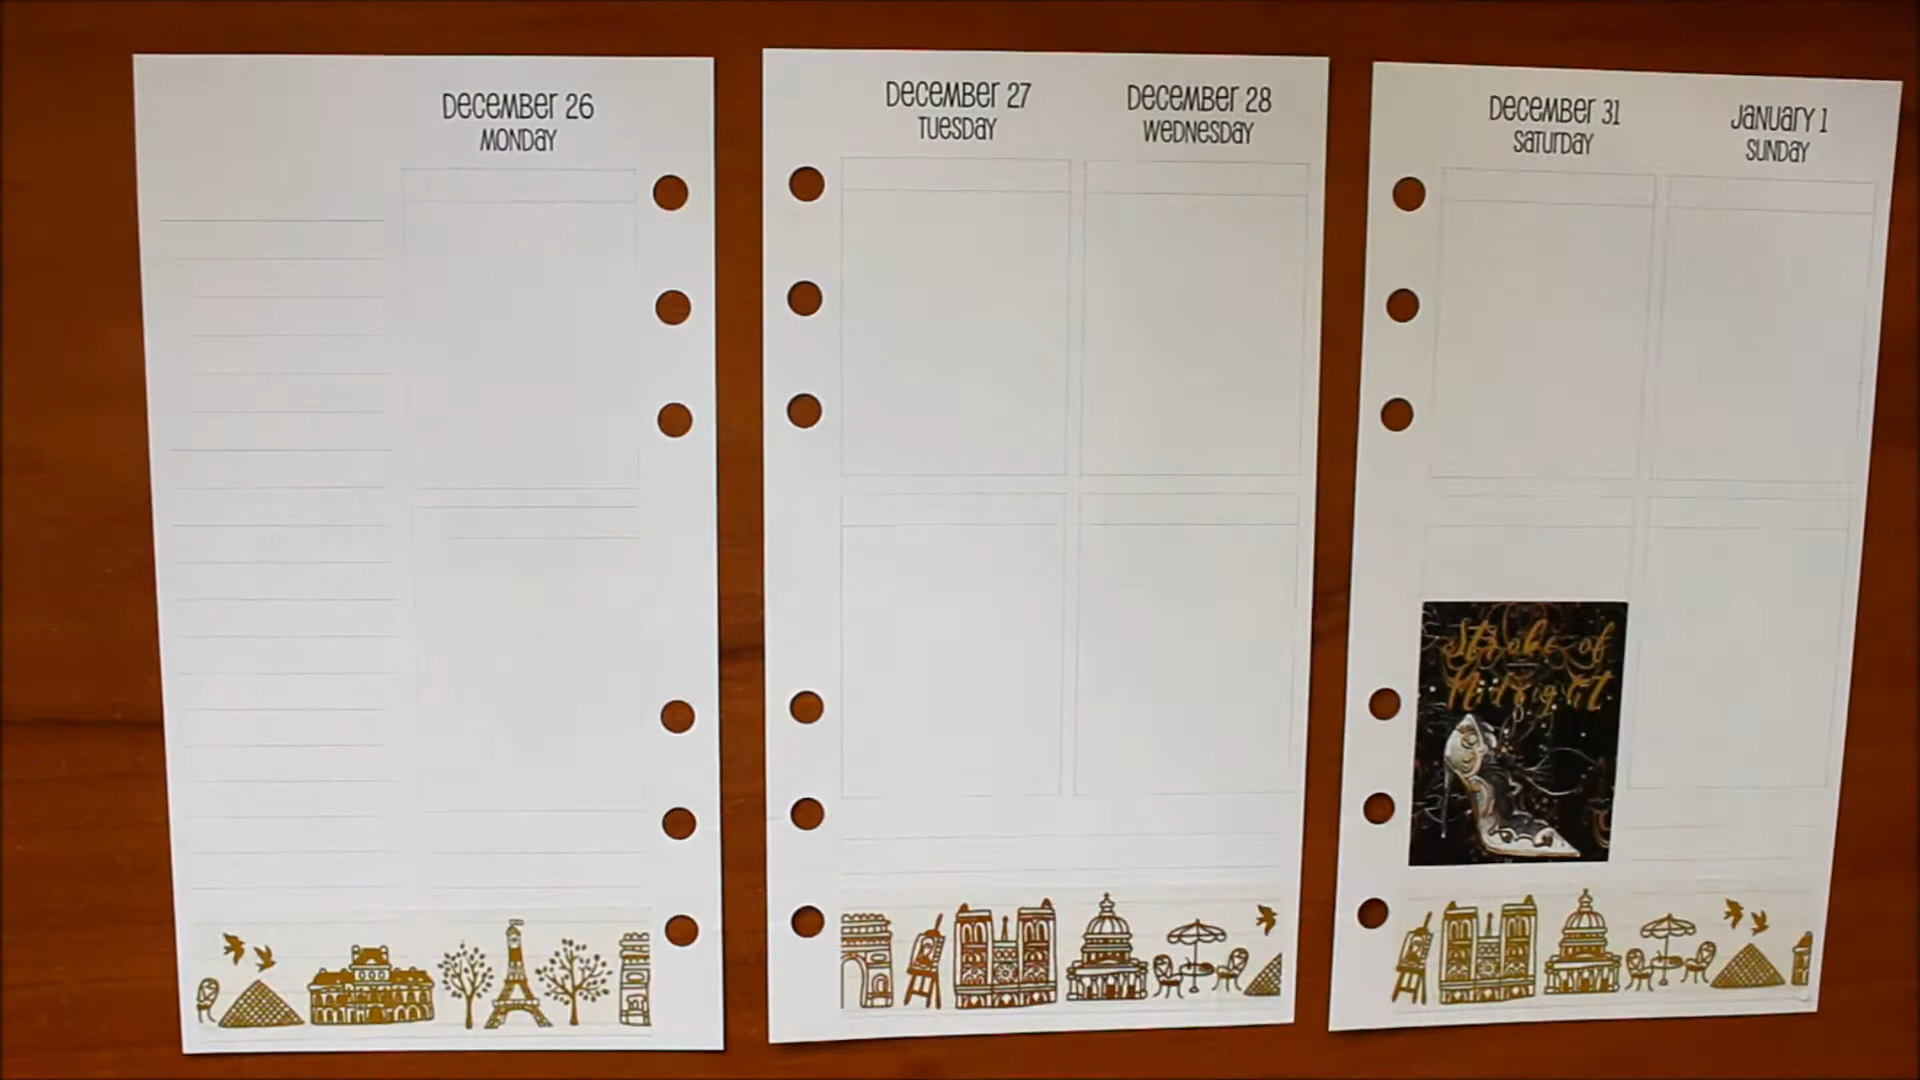 December 26
Monday
December 27
Tuesday
December 28
Wednesday
December 31
Saturday
January 1
Sunday
Stroke of
Midnight